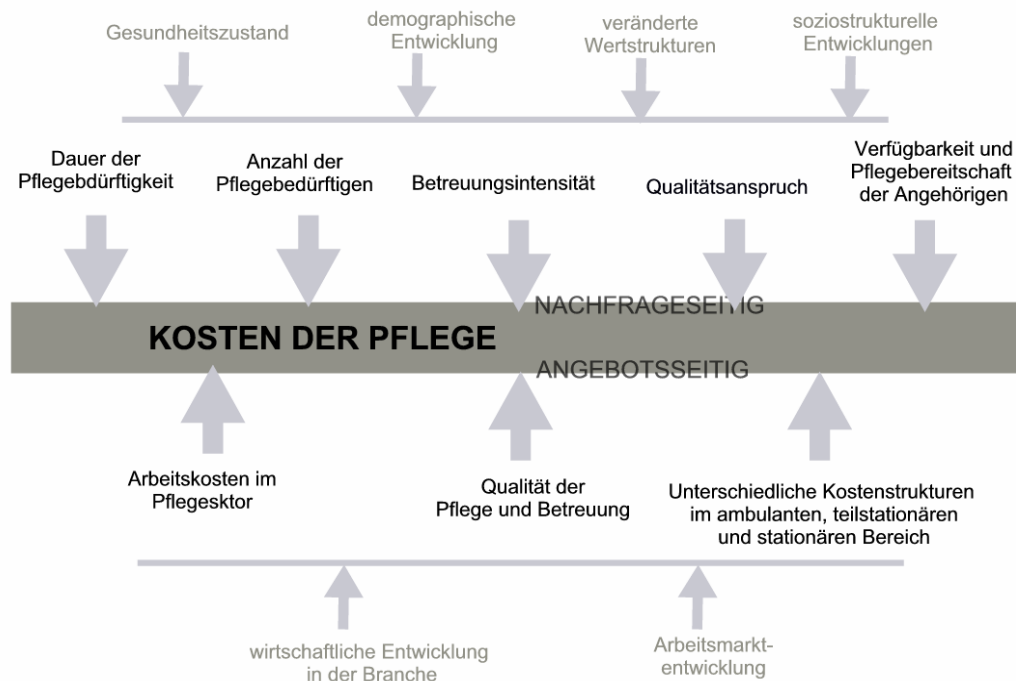 Gesundheitszustand
demographische
Entwicklung
veränderte
Wertstrukturen
soziostrukturelle
Entwicklungen
Dauer der
Pflegebdürftigkeit
Anzahl der
Pflegebedürftigen
Betreuungsintensität
Qualitätsanspruch
Verfügbarkeit und
Pflegebereitschaft
der Angehörigen
NACHFRAGESEITIG
KOSTEN DER PFLEGE
ANGEBOTSSEITIG
Arbeitskosten im
Pflegesktor
Qualität der
Pflege und Betreuung
Unterschiedliche Kostenstrukturen
im ambulanten, teilstationären
und stationären Bereich
wirtschaftliche Entwicklung
in der Branche
Arbeitsmarkt-
entwicklung